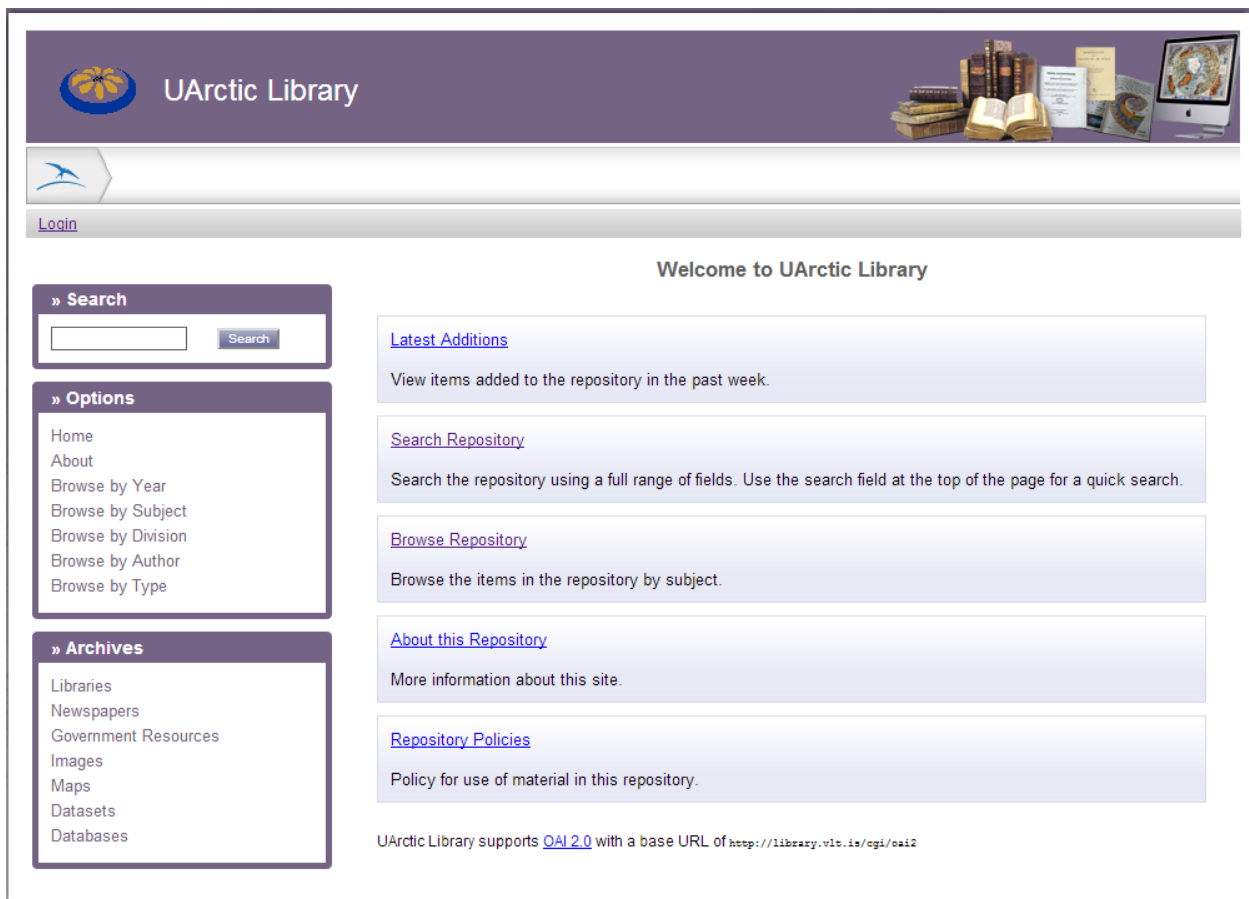 UArctic Library
Login
Welcome to UArctic Library
» Search
Search
» Options
Home
About
Browse by Year
Browse by Subject
Browse by Division
Browse by Author
Browse by Type
» Archives
Libraries
Newspapers
Government Resources
Images
Maps
Datasets
Databases
Latest Additions
View items added to the repository in the past week.
Search Repository
Search the repository using a full range of fields. Use the search field at the top of the page for a quick search.
Browse Repository
Browse the items in the repository by subject.
About this Repository
More information about this site.
Repository Policies
Policy for use of material in this repository.
UArctic Library supports OAI 2.0 with a base URL of http://library.vlt.is/cgi/oai2